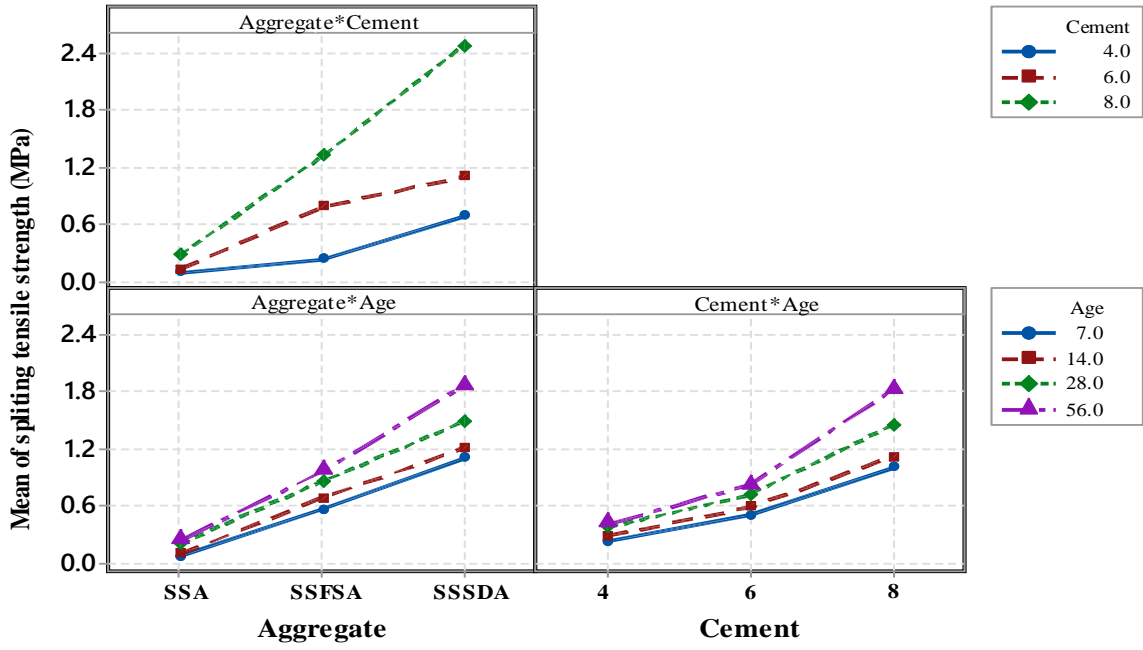 Aggregate*Cement
Cement
4.0
6.0
8.0
2.4
1.8
1.2
0.6
0.0
Mean of spliting tensile strength (MPa)
Aggregate*Age
Cement*Age
Age
7.0
14.0
28.0
56.0
2.4
1.8
1.2
0.6
0.0
SSA SSFSA SSSDA
4 6 8
Aggregate
Cement